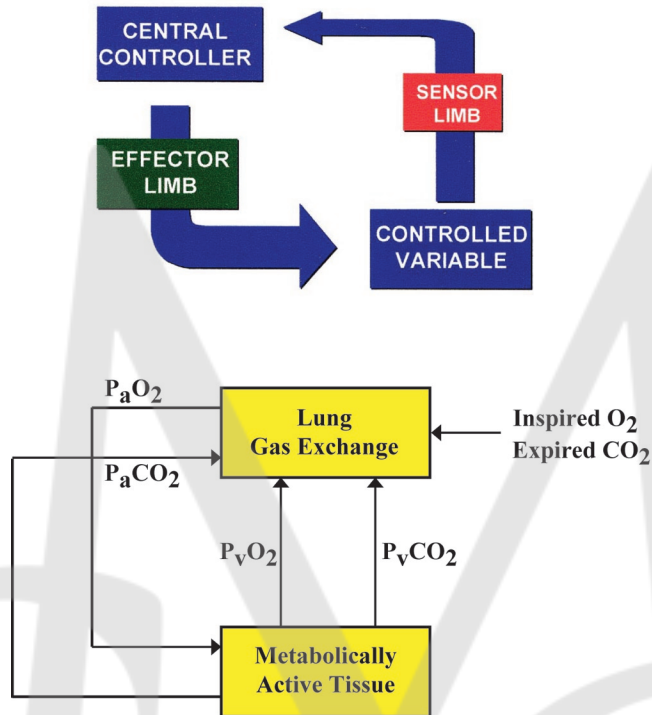 CENTRAL
CONTROLLER
SENSOR
LIMB
EFFECTOR
LIMB
CONTROLLED
VARIABLE
PaO2
Lung
Gas Exchange
Inspired O2
Expired CO2
PaCO2
PvO2
PvCO2
Metabolically
Active Tissue